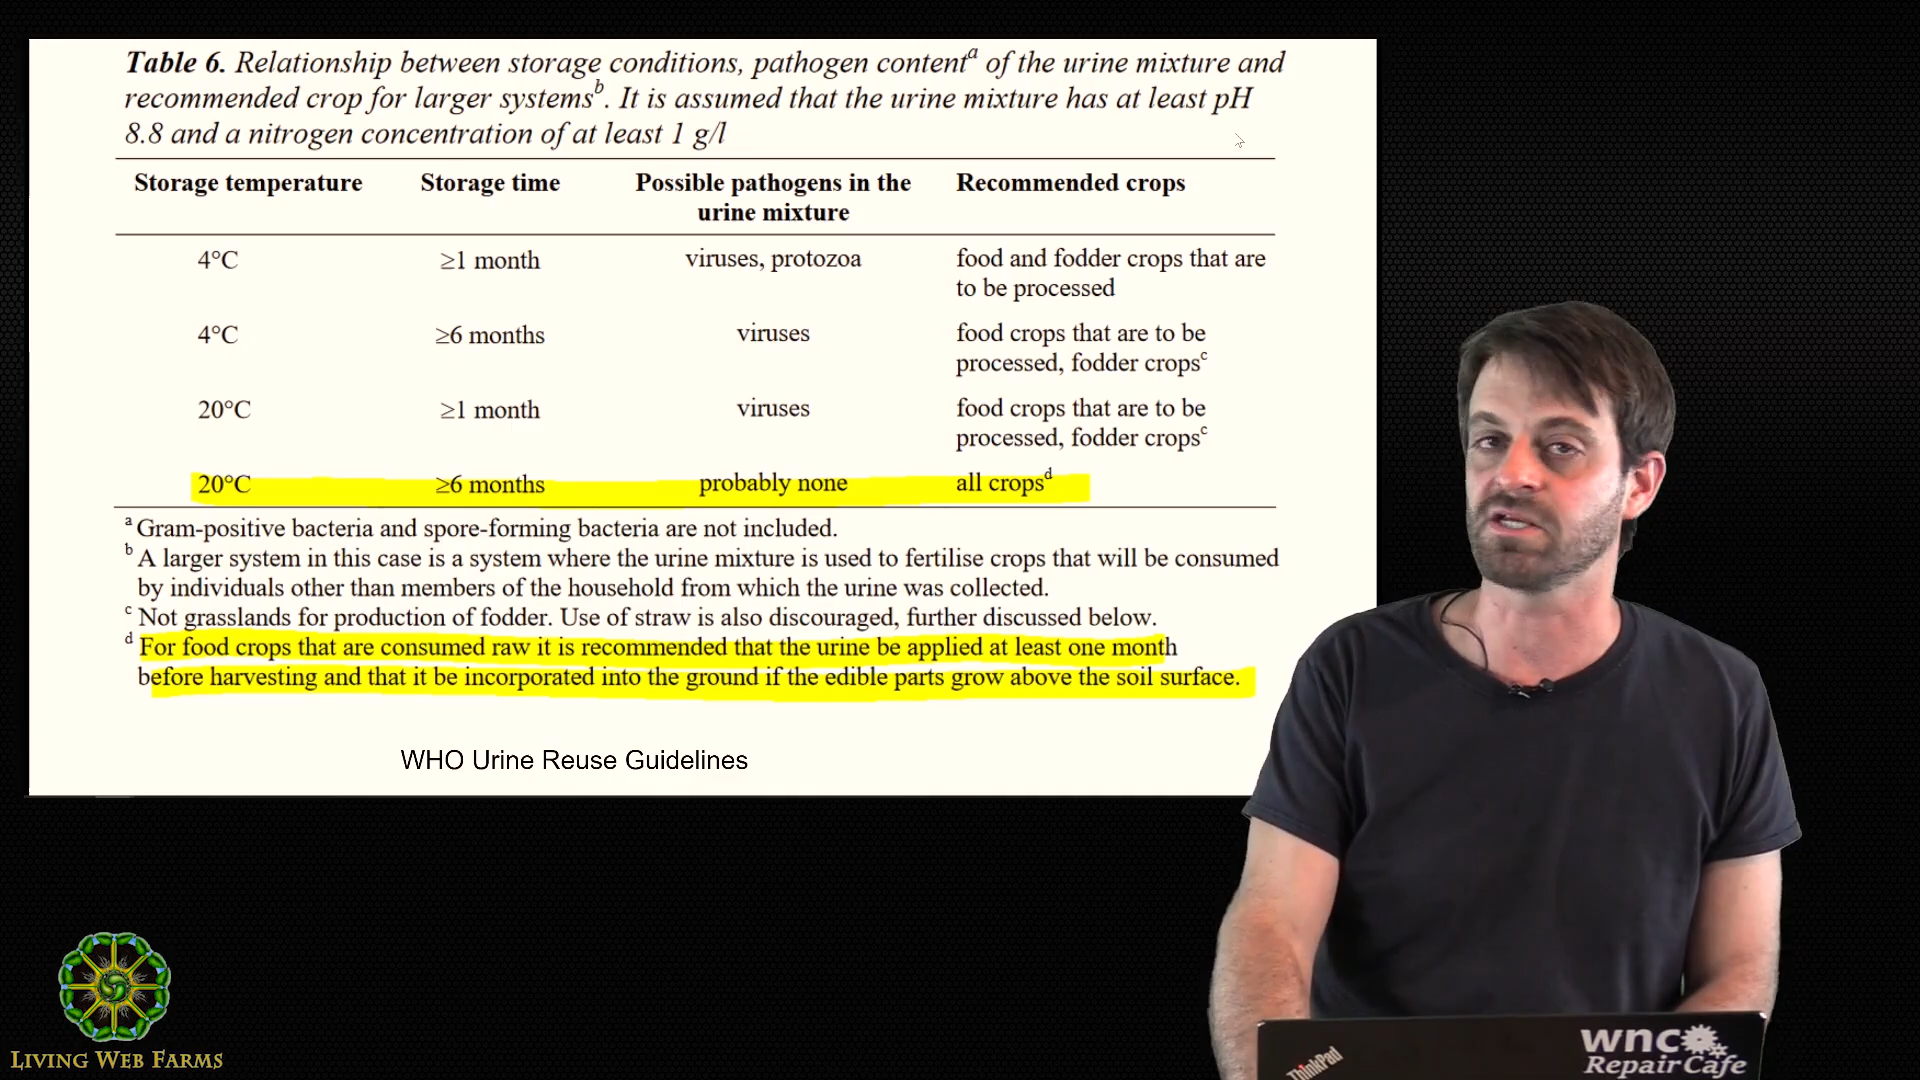 Table 6. Relationship between storage conditions, pathogen contentᵃ of the urine mixture and
recommended crop for larger systemsᵇ. It is assumed that the urine mixture has at least pH
8.8 and a nitrogen concentration of at least 1 g/l
Storage temperature Storage time Possible pathogens in the Recommended crops
urine mixture
4°C ≥1 month viruses, protozoa food and fodder crops that are
to be processed
4°C ≥6 months viruses food crops that are to be
processed, fodder cropsᶜ
20°C ≥1 month viruses food crops that are to be
processed, fodder cropsᶜ
20°C ≥6 months probably none all cropsᵈ
ᵃ Gram-positive bacteria and spore-forming bacteria are not included.
ᵇ A larger system in this case is a system where the urine mixture is used to fertilise crops that will be consumed
by individuals other than members of the household from which the urine was collected.
ᶜ Not grasslands for production of fodder. Use of straw is also discouraged, further discussed below.
ᵈ For food crops that are consumed raw it is recommended that the urine be applied at least one month
before harvesting and that it be incorporated into the ground if the edible parts grow above the soil surface.
WHO Urine Reuse Guidelines
LIVING WEB FARMS
ThinkPad
wnc
Repair Cafe